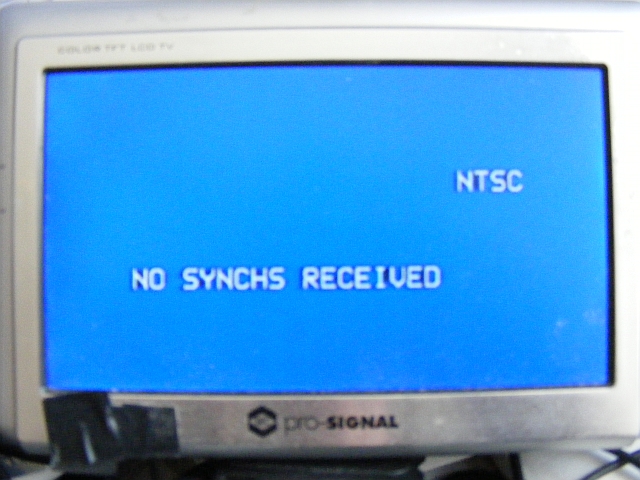 COLOR TFT LCD TV
NTSC
NO SYNCHS RECEIVED
pro-SIGNAL